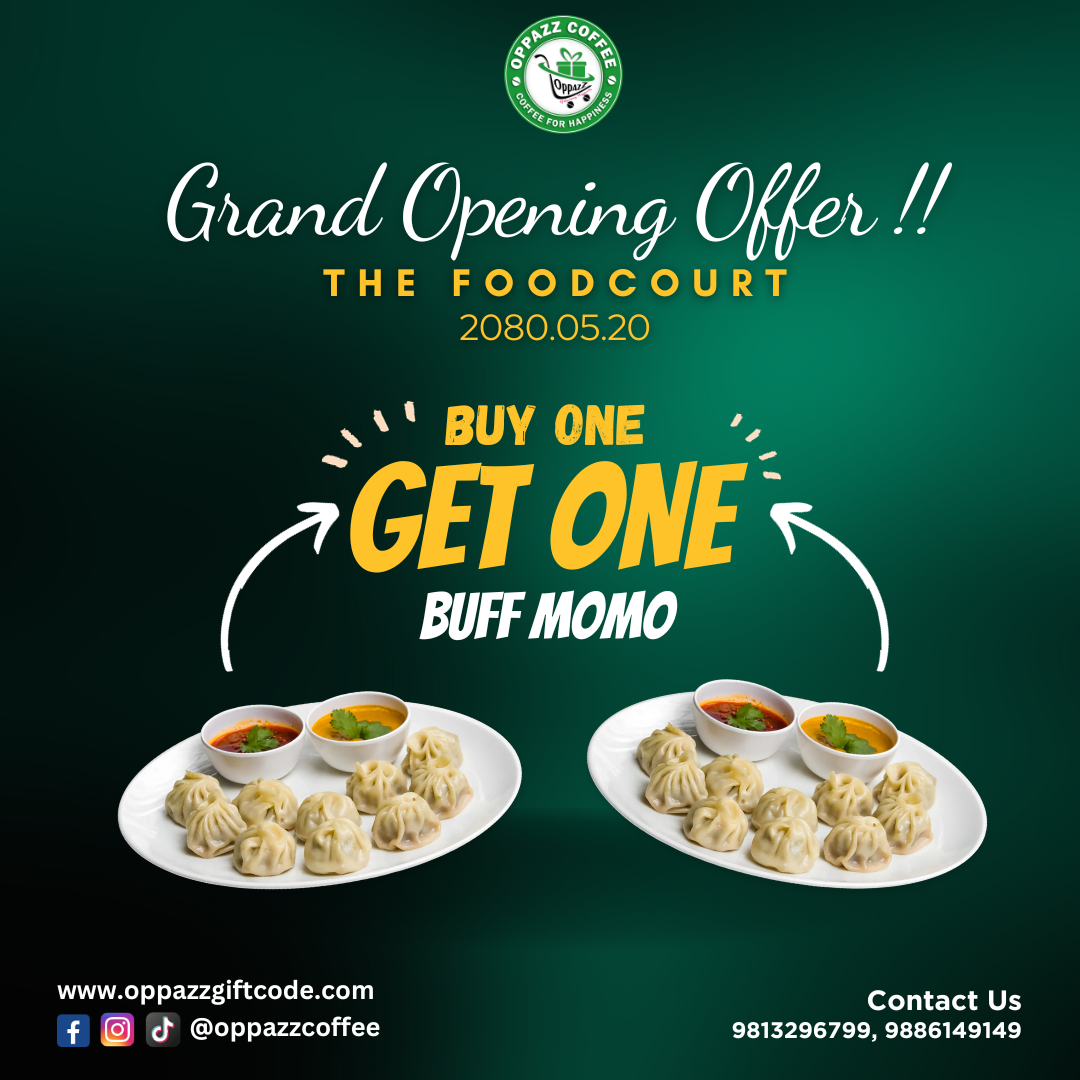 OPPAZZ COFFEE
OppAzz
COFFEE FOR HAPPINESS
Grand Opening Offer !!
THE FOODCOURT
2080.05.20
BUY ONE
GET ONE
BUFF MOMO
www.oppazzgiftcode.com
@oppazzcoffee
Contact Us
9813296799, 9886149149